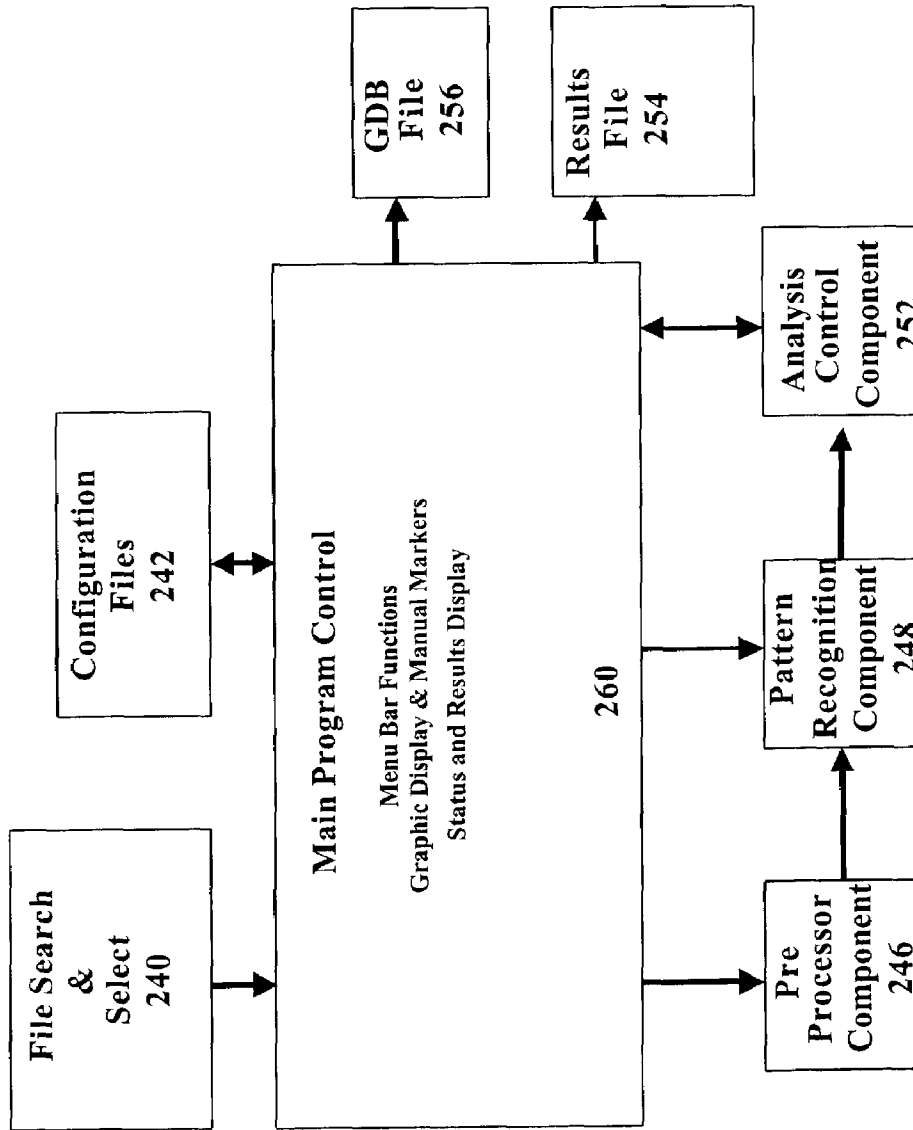 File Search
&
Select
240
Configuration
Files
242
Main Program Control
Menu Bar Functions
Graphic Display & Manual Markers
Status and Results Display
260
GDB
File
256
Results
File
254
Pre
Processor
Component
246
Pattern
Recognition
Component
248
Analysis
Control
Component
252